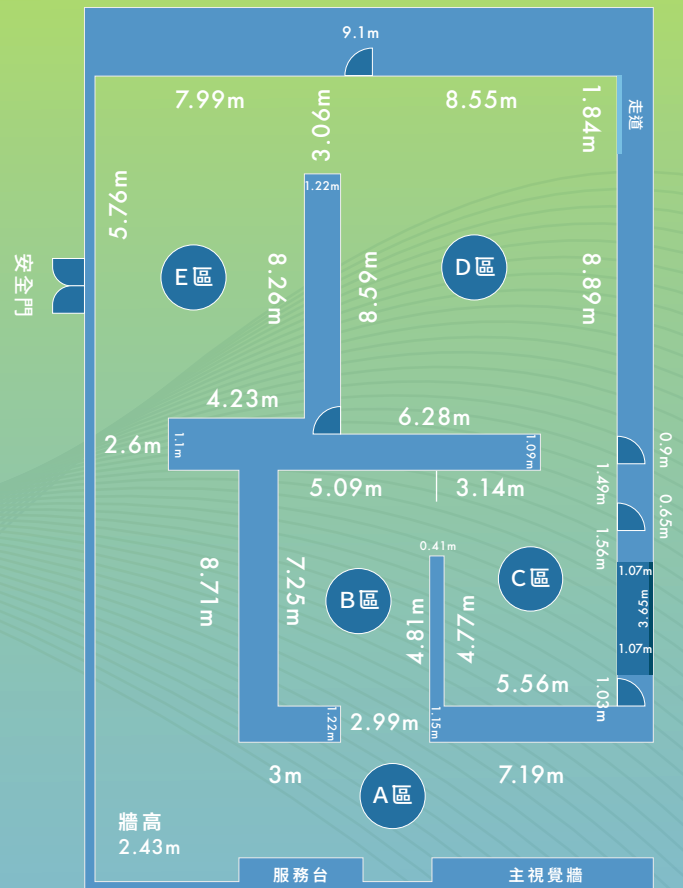 9.1m
7.99m
3.06m
8.55m
1.84m
走道
5.76m
1.22m
安全門
E區
8.26m
8.59m
D區
8.89m
4.23m
6.28m
2.6m
1.1m
1.09m
0.9m
5.09m
3.14m
1.49m
0.65m
8.71m
7.25m
B區
0.41m
C區
1.56m
1.07m
3.65m
1.07m
4.81m
4.77m
5.56m
1.03m
1.22m
2.99m
1.15m
3m
A區
7.19m
牆高
2.43m
服務台
主視覺牆